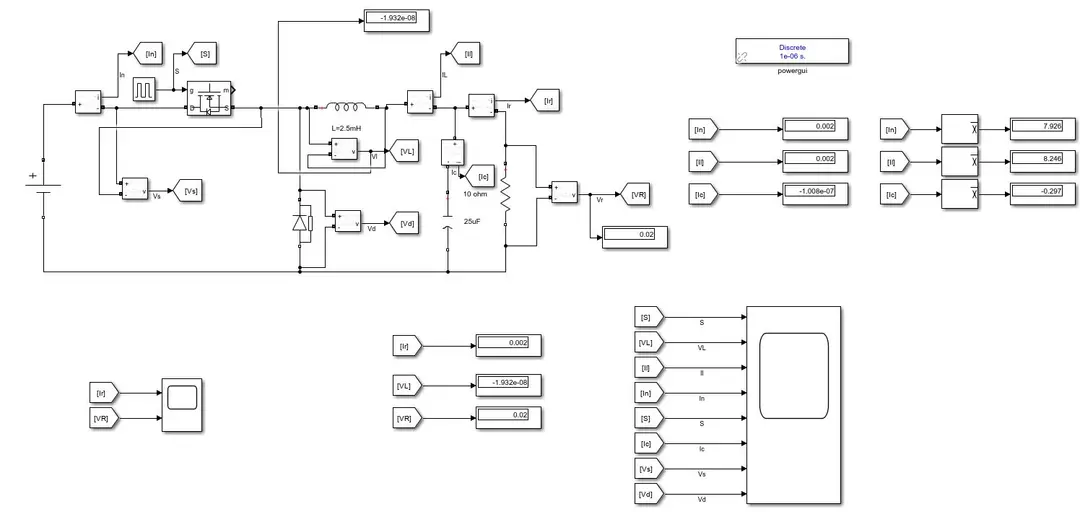 -1.932e-08
[In]
[S]
[Il]
In
S
IL
g
m
D
S
+
i
-
+
i
-
+
i
-
Ir
[Ir]
L=2.5mH
+
-
v
Vl
[VL]
+
+
-
v
Vs
[Vs]
+
-
v
Vd
[Vd]
+
i
-
Ic
[Ic]
10 ohm
25uF
+
-
v
Vr
[VR]
0.02
Discrete
1e-06 s.
powergui
[In]
0.002
[Il]
0.002
[Ic]
-1.008e-07
[In]
x
7.926
[Il]
x
8.246
[Ic]
x
-0.297
[Ir]
[VR]
[Ir]
0.002
[VL]
-1.932e-08
[VR]
0.02
[S]
S
[VL]
VL
[Il]
Il
[In]
In
[S]
S
[Ic]
Ic
[Vs]
Vs
[Vd]
Vd